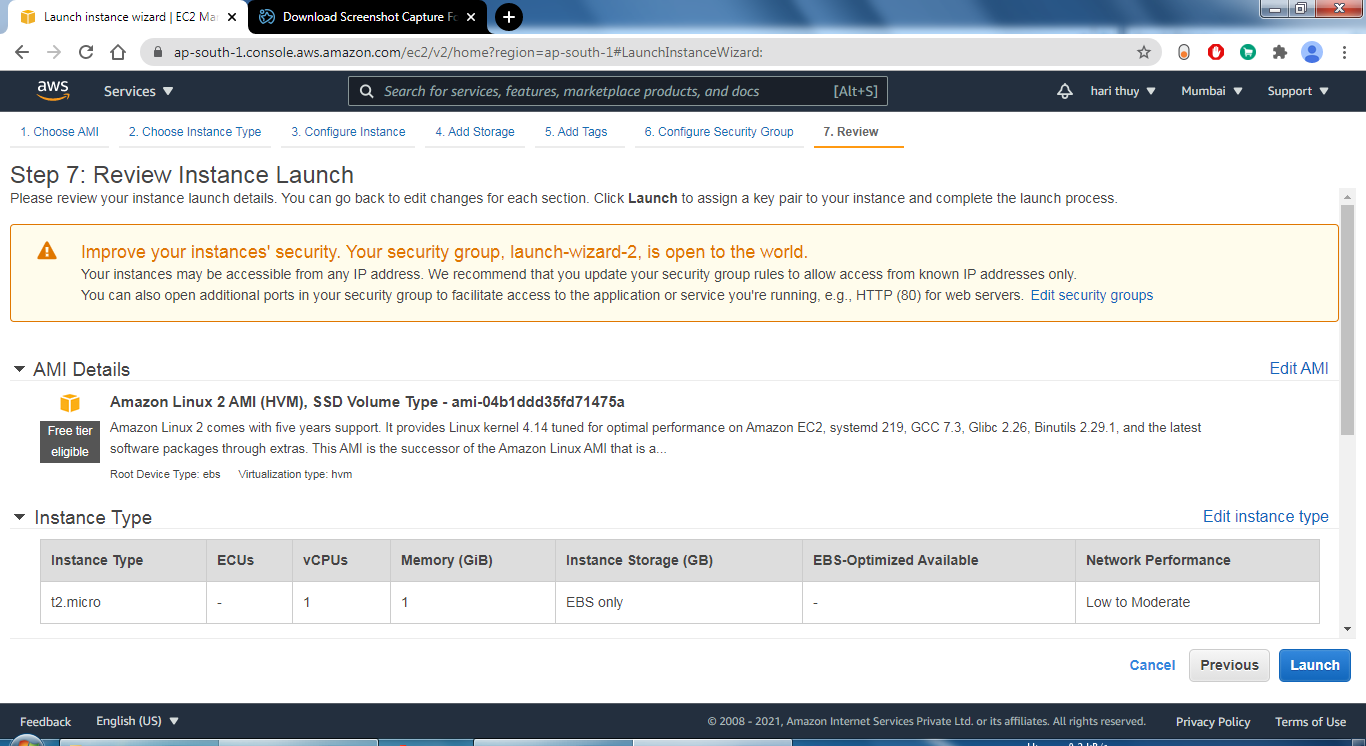 Launch instance wizard | EC2 Ma
Download Screenshot Capture Fo
ap-south-1.console.aws.amazon.com/ec2/v2/home?region=ap-south-1#LaunchInstanceWizard:
aws
Services
Search for services, features, marketplace products, and docs [Alt+S]
hari thuy
Mumbai
Support
1. Choose AMI
2. Choose Instance Type
3. Configure Instance
4. Add Storage
5. Add Tags
6. Configure Security Group
7. Review
Step 7: Review Instance Launch
Please review your instance launch details. You can go back to edit changes for each section. Click Launch to assign a key pair to your instance and complete the launch process.
Improve your instances' security. Your security group, launch-wizard-2, is open to the world.
Your instances may be accessible from any IP address. We recommend that you update your security group rules to allow access from known IP addresses only.
You can also open additional ports in your security group to facilitate access to the application or service you're running, e.g., HTTP (80) for web servers. Edit security groups
AMI Details
Edit AMI
Amazon Linux 2 AMI (HVM), SSD Volume Type - ami-04b1ddd35fd71475a
Free tier
eligible
Amazon Linux 2 comes with five years support. It provides Linux kernel 4.14 tuned for optimal performance on Amazon EC2, systemd 219, GCC 7.3, Glibc 2.26, Binutils 2.29.1, and the latest
software packages through extras. This AMI is the successor of the Amazon Linux AMI that is a...
Root Device Type: ebs Virtualization type: hvm
Instance Type
Edit instance type
Instance Type ECUs vCPUs Memory (GiB) Instance Storage (GB) EBS-Optimized Available Network Performance
t2.micro - 1 1 EBS only - Low to Moderate
Cancel
Previous
Launch
Feedback
English (US)
© 2008 - 2021, Amazon Internet Services Private Ltd. or its affiliates. All rights reserved.
Privacy Policy
Terms of Use